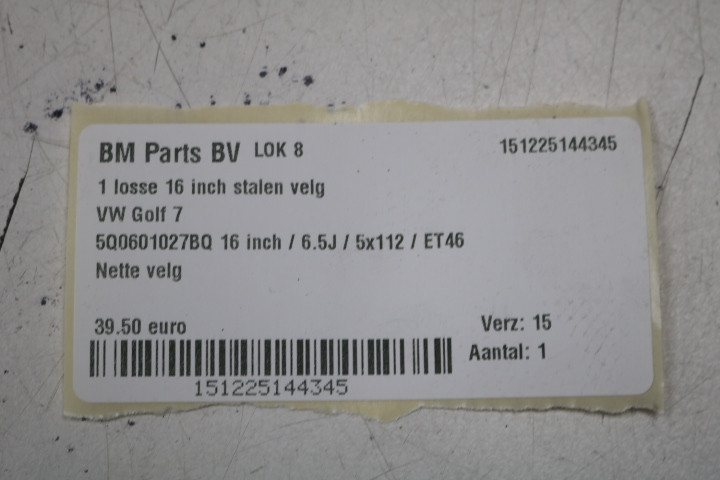 BM Parts BV LOK 8 151225144345
1 losse 16 inch stalen velg
VW Golf 7
5Q0601027BQ 16 inch / 6.5J / 5x112 / ET46
Nette velg
39.50 euro Verz: 15
Aantal: 1
151225144345